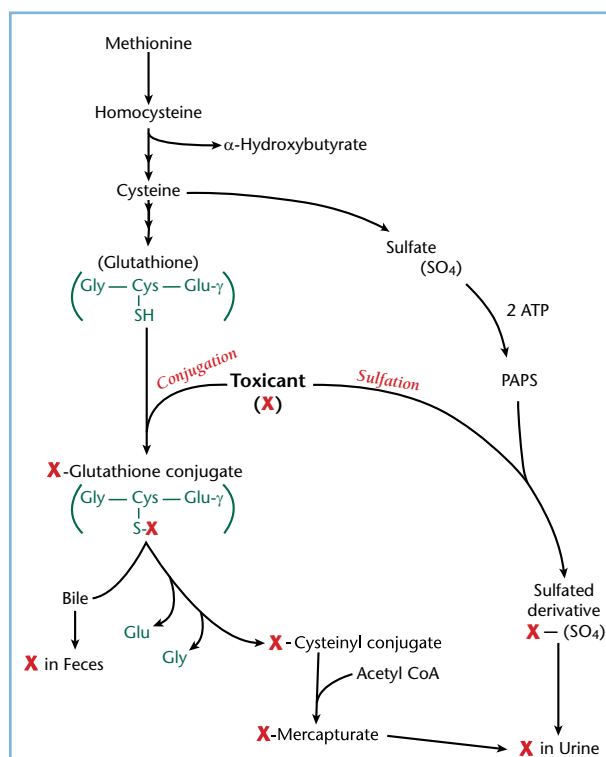 Methionine
Homocysteine
α-Hydroxybutyrate
Cysteine
Sulfate
(SO₄)
(Glutathione)
(Gly — Cys — Glu-γ)
SH
2 ATP
PAPS
Conjugation
Toxicant
(X)
Sulfation
X-Glutathione conjugate
(Gly — Cys — Glu-γ)
S-X
Bile
Glu
Gly
X in Feces
X - Cysteinyl conjugate
Acetyl CoA
X-Mercapturate
Sulfated
derivative
X — (SO₄)
X in Urine